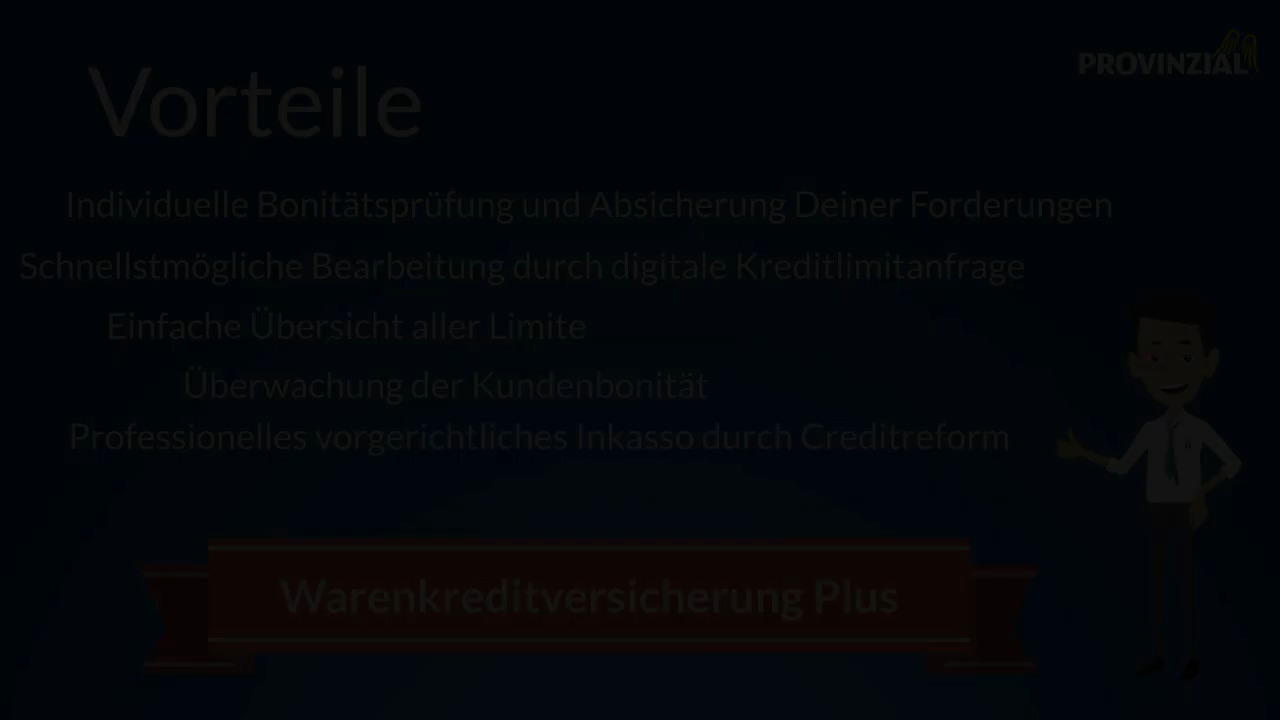 PROVINZIAL
Vorteile
Individuelle Bonitätsprüfung und Absicherung Deiner Forderungen
Schnellstmögliche Bearbeitung durch digitale Kreditlimitanfrage
Einfache Übersicht aller Limite
Überwachung der Kundenbonität
Professionelles vorgerichtliches Inkasso durch Creditreform
Warenkreditversicherung Plus